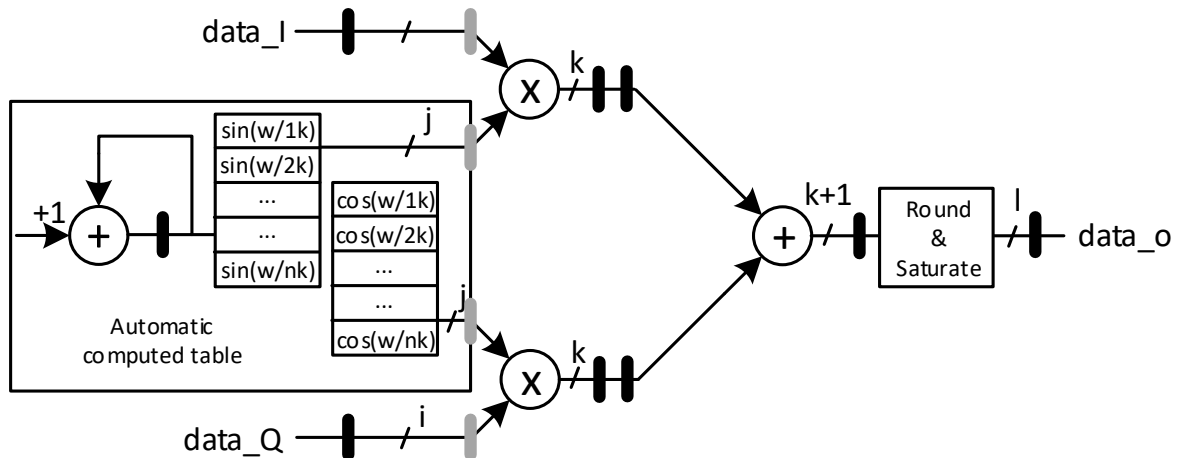 data_I
k
X
j
sin(w/1k)
sin(w/2k)
...
...
sin(w/nk)
+1
+
cos(w/1k)
cos(w/2k)
...
...
cos(w/nk)
j
Automatic
computed table
k+1
+
Round
&
Saturate
l
data_o
k
X
i
data_Q